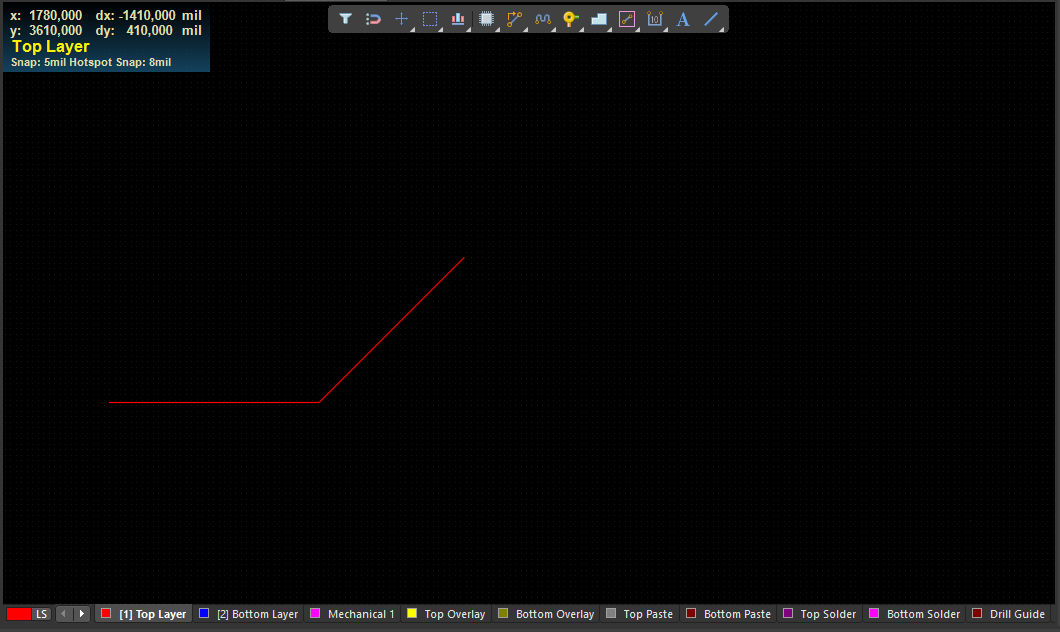 x: 1780,000 dx: -1410,000 mil
y: 3610,000 dy: 410,000 mil
Top Layer
Snap: 5mil Hotspot Snap: 8mil
10
A
LS [1] Top Layer [2] Bottom Layer Mechanical 1 Top Overlay Bottom Overlay Top Paste Bottom Paste Top Solder Bottom Solder Drill Guide